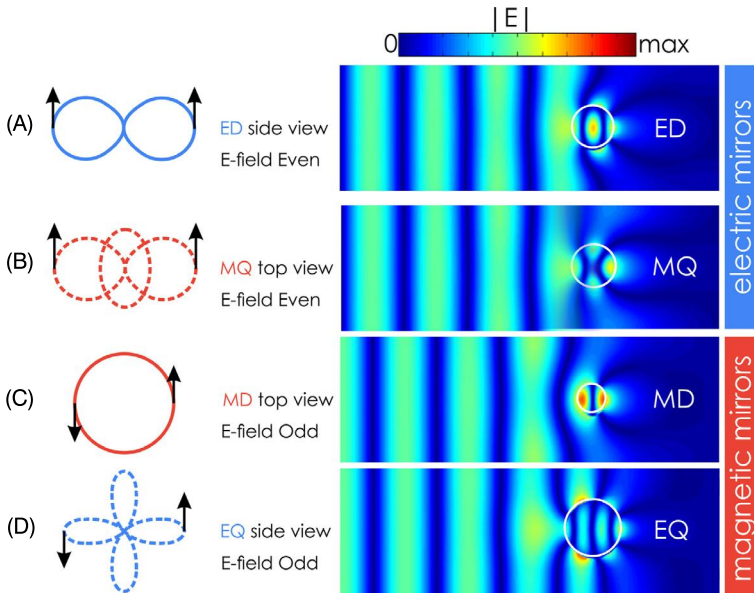 |E|
0 max
(A)
ED side view
E-field Even
ED
(B)
MQ top view
E-field Even
MQ
electric mirrors
(C)
MD top view
E-field Odd
MD
(D)
EQ side view
E-field Odd
EQ
magnetic mirrors